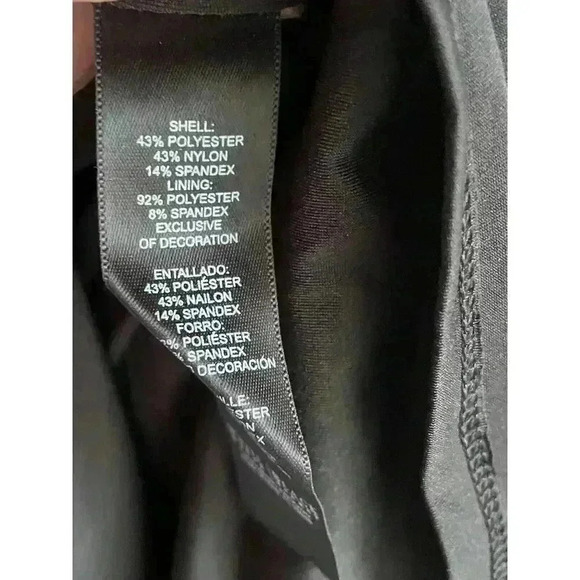 SHELL:
43% POLYESTER
43% NYLON
14% SPANDEX
LINING:
92% POLYESTER
8% SPANDEX
EXCLUSIVE
OF DECORATION
ENTALLADO:
43% POLIÉSTER
43% NAILON
14% SPANDEX
FORRO:
POLIÉSTER
SPANDEX
DECORACIÓN